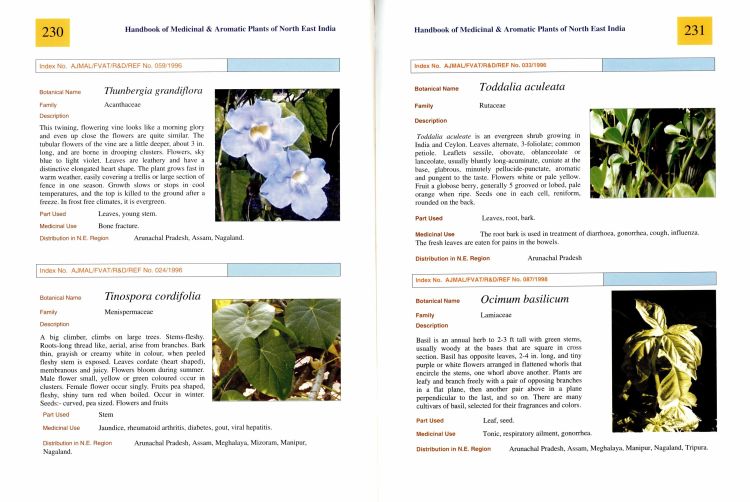 230
Handbook of Medicinal & Aromatic Plants of North East India
Index No. AJMAL/FVAT/R&D/REF No. 059/1996
Botanical Name Thunbergia grandiflora
Family Acanthaceae
Description
This twining, flowering vine looks like a morning glory
and even up close the flowers are quite similar. The
tubular flowers of the vine are a little deeper, about 3 in.
long, and are borne in drooping clusters. Flowers, sky
blue to light violet. Leaves are leathery and have a
distinctive elongated heart shape. The plant grows fast in
warm weather, easily covering a trellis or large section of
fence in one season. Growth slows or stops in cool
temperatures, and the top is killed to the ground after a
freeze. In frost free climates, it is evergreen.
Part Used Leaves, young stem.
Medicinal Use Bone fracture.
Distribution in N.E. Region Arunachal Pradesh, Assam, Nagaland.
Index No. AJMAL/FVAT/R&D/REF No. 024/1996
Botanical Name Tinospora cordifolia
Family Menispermaceae
Description
A big climber, climbs on large trees. Stems-fleshy.
Roots-long thread like, aerial, arise from branches. Bark
thin, grayish or creamy white in colour, when peeled
fleshy stem is exposed. Leaves cordate (heart shaped),
membranous and juicy. Flowers bloom during summer.
Male flower small, yellow or green coloured occur in
clusters. Female flower occur singly. Fruits pea shaped,
fleshy, shiny turn red when boiled. Occur in winter.
Seeds:- curved, pea sized. Flowers and fruits
Part Used Stem
Medicinal Use Jaundice, rheumatoid arthritis, diabetes, gout, viral hepatitis.
Distribution in N.E. Region Arunachal Pradesh, Assam, Meghalaya, Mizoram, Manipur,
Nagaland.
Handbook of Medicinal & Aromatic Plants of North East India
231
Index No. AJMAL/FVAT/R&D/REF No. 033/1996
Botanical Name Toddalia aculeata
Family Rutaceae
Description
Toddalia aculeate is an evergreen shrub growing in
India and Ceylon. Leaves alternate, 3-foliolate; common
petiole. Leaflets sessile, obovate, oblanceolate or
lanceolate, usually bluntly long-acuminate, cuniate at the
base, glabrous, minutely pellucide-punctate, aromatic
and pungent to the taste. Flowers white or pale yellow.
Fruit a globose berry, generally 5 grooved or lobed, pale
orange when ripe. Seeds one in each cell, reniform,
rounded on the back.
Part Used Leaves, root, bark.
Medicinal Use The root bark is used in treatment of diarrhoea, gonorrhea, cough, influenza.
The fresh leaves are eaten for pains in the bowels.
Distribution in N.E. Region Arunachal Pradesh
Index No. AJMAL/FVAT/R&D/REF No. 087/1998
Botanical Name Ocimum basilicum
Family Lamiaceae
Description
Basil is an annual herb to 2-3 ft tall with green stems,
usually woody at the bases that are square in cross
section. Basil has opposite leaves, 2-4 in. long, and tiny
purple or white flowers arranged in flattened whorls that
encircle the stems, one whorl above another. Plants are
leafy and branch freely with a pair of opposing branches
in a flat plane, then another pair above in a plane
perpendicular to the last, and so on. There are many
cultivars of basil, selected for their fragrances and colors.
Part Used Leaf, seed.
Medicinal Use Tonic, respiratory ailment, gonorrhea.
Distribution in N.E. Region Arunachal Pradesh, Assam, Meghalaya, Manipur, Nagaland, Tripura.